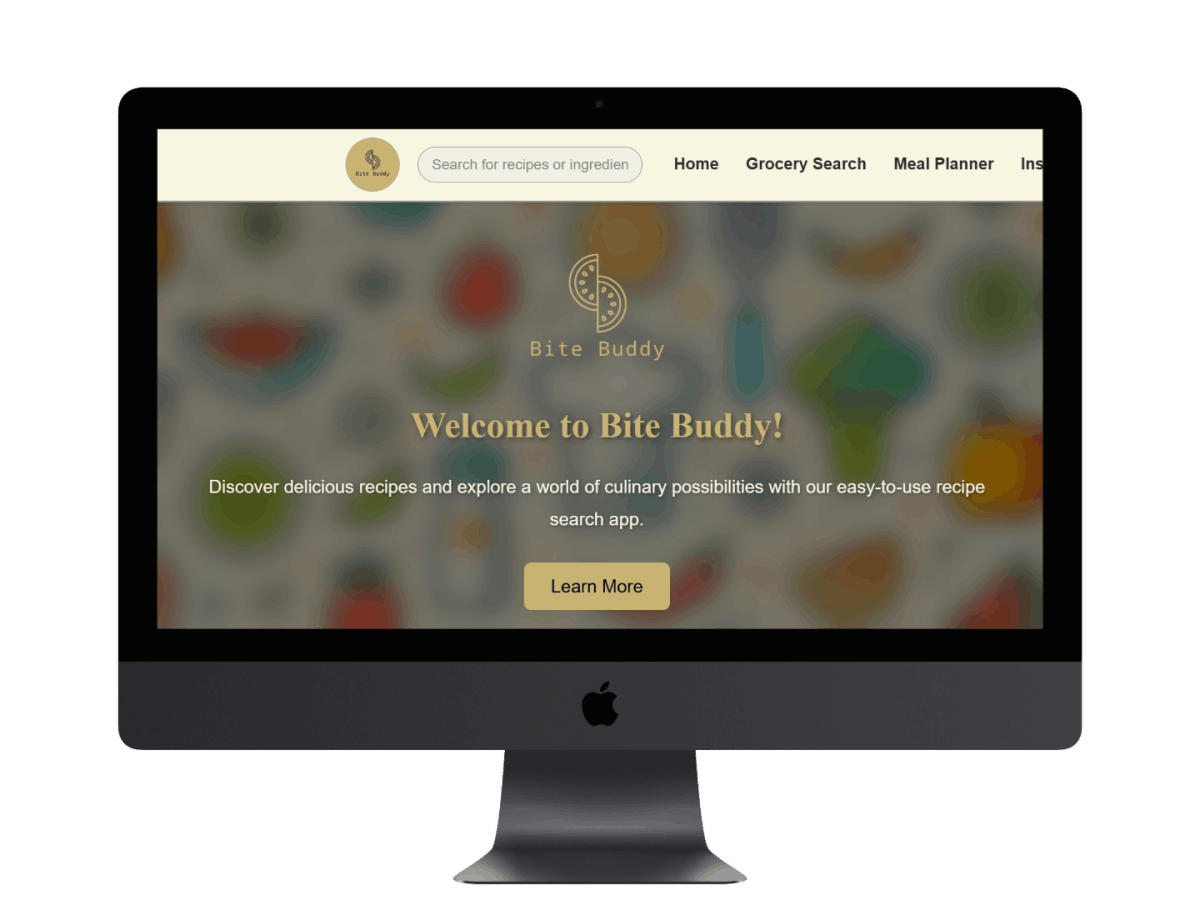 Bite Buddy
Search for recipes or ingredien
Home
Grocery Search
Meal Planner
Ins
Bite Buddy
Welcome to Bite Buddy!
Discover delicious recipes and explore a world of culinary possibilities with our easy-to-use recipe
search app.
Learn More